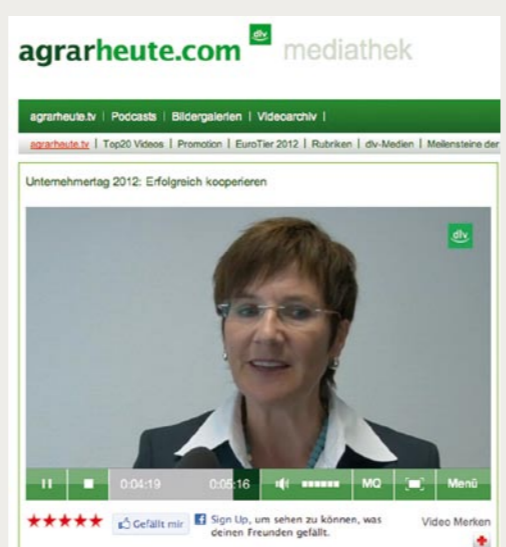 agrarheute.com dlv mediathek
agrarheute.tv | Podcasts | Bildergalerien | Videoarchiv |
agrarheute.tv | Top20 Videos | Promotion | EuroTier 2012 | Rubriken | dlv-Medien | Meilensteine der
Unternehmertag 2012: Erfolgreich kooperieren
dlv
0:04:19 0:05:16 MQ Menü
Gefällt mir Sign Up, um sehen zu können, was Video Merken
deinen Freunden gefällt.